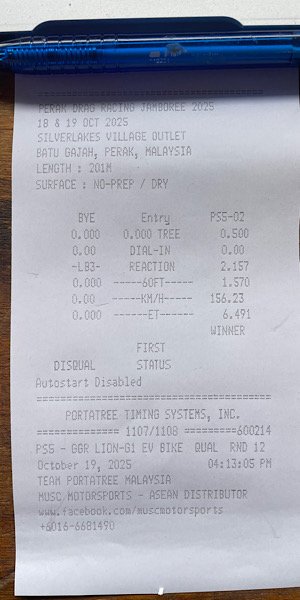 ========================================
PERAK DRAG RACING JAMBOREE 2025
18 & 19 OCT 2025
SILVERLAKES VILLAGE OUTLET
BATU GAJAH, PERAK, MALAYSIA
LENGTH : 201M
SURFACE : NO-PREP / DRY
BYE Entry PS5-02
0.000 0.000 TREE 0.500
0.00 DIAL-IN 0.00
-LB3- REACTION 2.157
0.000 ------60FT------ 1.570
0.00 ------KM/H------ 156.23
0.000 -------ET------- 6.491
WINNER
FIRST
DISQUAL STATUS
Autostart Disabled
========================================
PORTATREE TIMING SYSTEMS, INC.
============== 1107/1108 =========600214
PS5 - GGR LION-G1 EV BIKE QUAL RND 12
October 19, 2025 04:13:05 PM
TEAM PORTATREE MALAYSIA
MUSC MOTORSPORTS - ASEAN DISTRIBUTOR
www.facebook.com/muscmotorsports
+6016-6681490